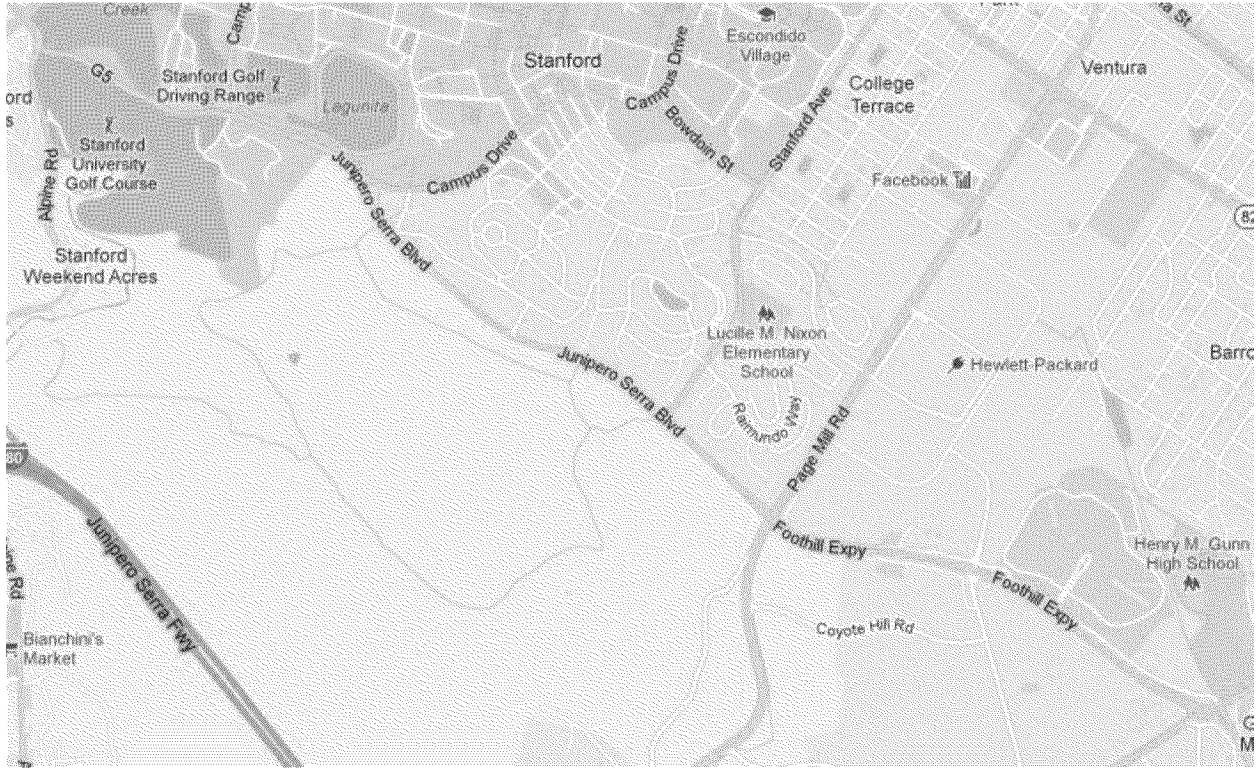 Creek
G5
Stanford Golf
Driving Range
Lagunita
Stanford
Campus Drive
Escondido
Village
College
Terrace
Ventura
Stanford
University
Golf Course
Alpine Rd
Campus Drive
Bowdoin St
Stanford Ave
Facebook
82
Stanford
Weekend Acres
Junipero Serra Blvd
Lucille M. Nixon
Elementary
School
Junipero Serra Blvd
Hewlett-Packard
Raimundo Way
Page Mill Rd
80
Junipero Serra Fwy
Foothill Expy
Foothill Expy
Henry M. Gunn
High School
Coyote Hill Rd
Bianchini's
Market